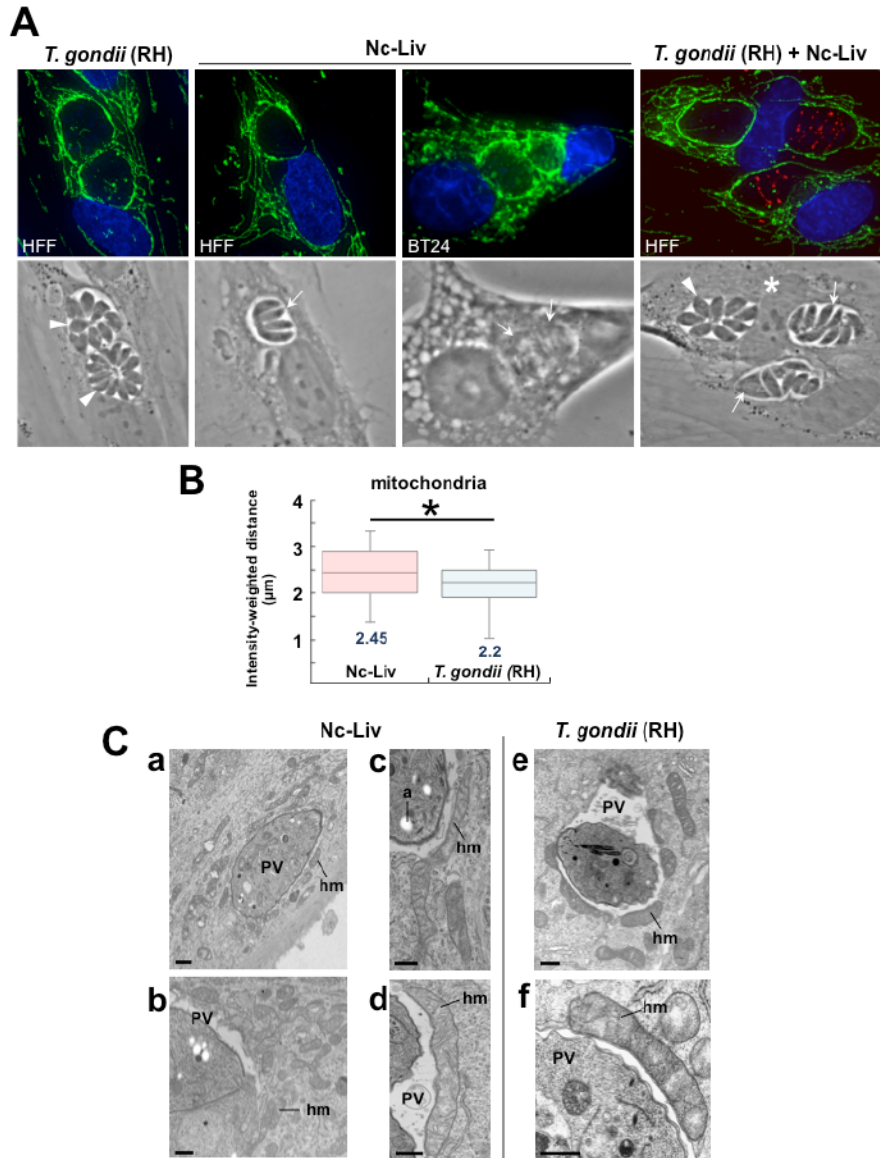 A
T. gondii (RH)
Nc-Liv
T. gondii (RH) + Nc-Liv
HFF
HFF
BT24
HFF
*
B
mitochondria
*
Intensity-weighted distance
(µm)
4
3
2
1
2.45
2.2
Nc-Liv
T. gondii (RH)
C
Nc-Liv
T. gondii (RH)
a
PV
hm
c
a
hm
e
PV
hm
b
PV
hm
d
hm
PV
f
hm
PV